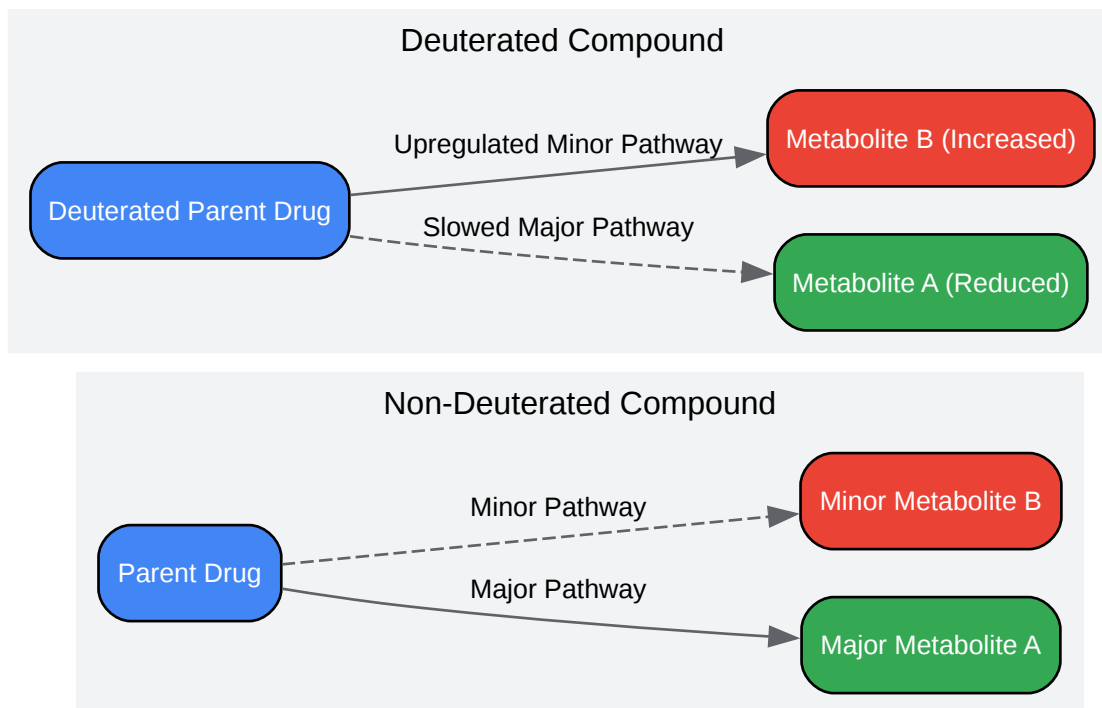 Deuterated Compound
Upregulated Minor Pathway
Metabolite B (Increased)
Deuterated Parent Drug
Slowed Major Pathway
Metabolite A (Reduced)
Non-Deuterated Compound
Minor Pathway
Minor Metabolite B
Parent Drug
Major Pathway
Major Metabolite A